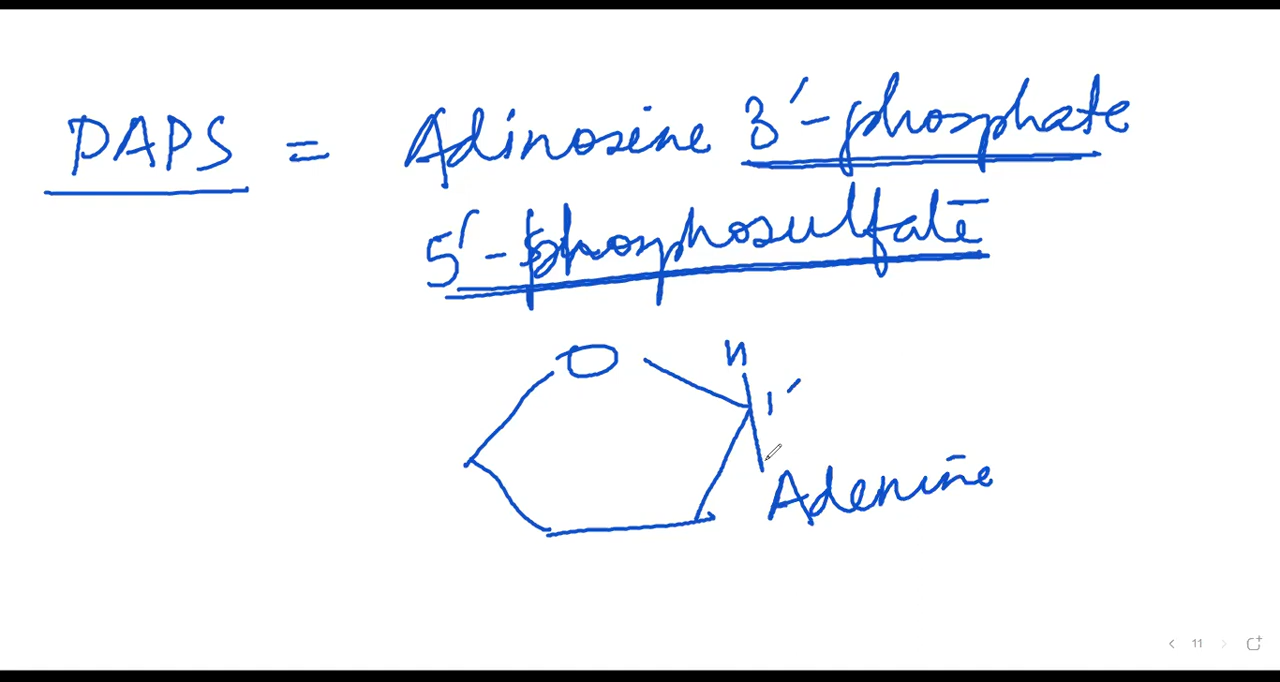 PAPS = Adinosine 3'-phosphate
5'-phosphosulfate
O H
1'
Adenine
11